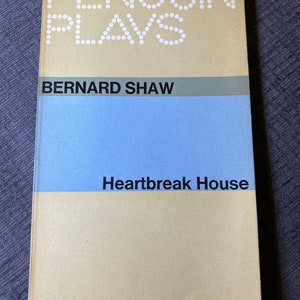 PENGUIN
PLAYS
BERNARD SHAW
Heartbreak House